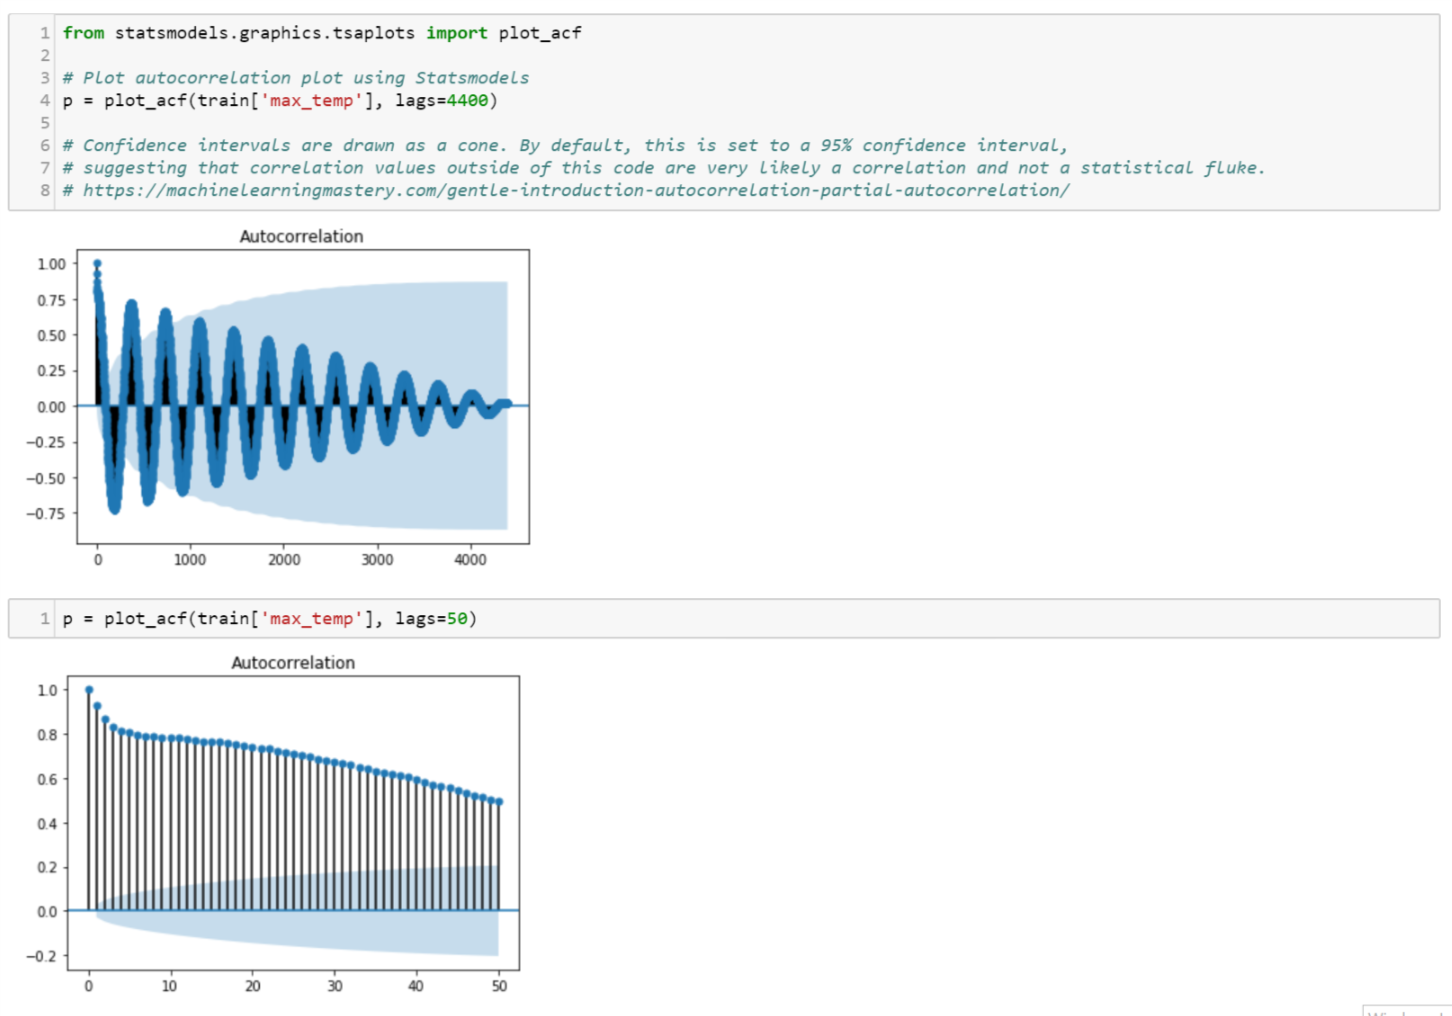 1 from statsmodels.graphics.tsaplots import plot_acf
2
3 # Plot autocorrelation plot using Statsmodels
4 p = plot_acf(train['max_temp'], lags=4400)
5
6 # Confidence intervals are drawn as a cone. By default, this is set to a 95% confidence interval,
7 # suggesting that correlation values outside of this code are very likely a correlation and not a statistical fluke.
8 # https://machinelearningmastery.com/gentle-introduction-autocorrelation-partial-autocorrelation/
Autocorrelation
1.00
0.75
0.50
0.25
0.00
−0.25
−0.50
−0.75
0 1000 2000 3000 4000
1 p = plot_acf(train['max_temp'], lags=50)
Autocorrelation
1.0
0.8
0.6
0.4
0.2
0.0
−0.2
0 10 20 30 40 50